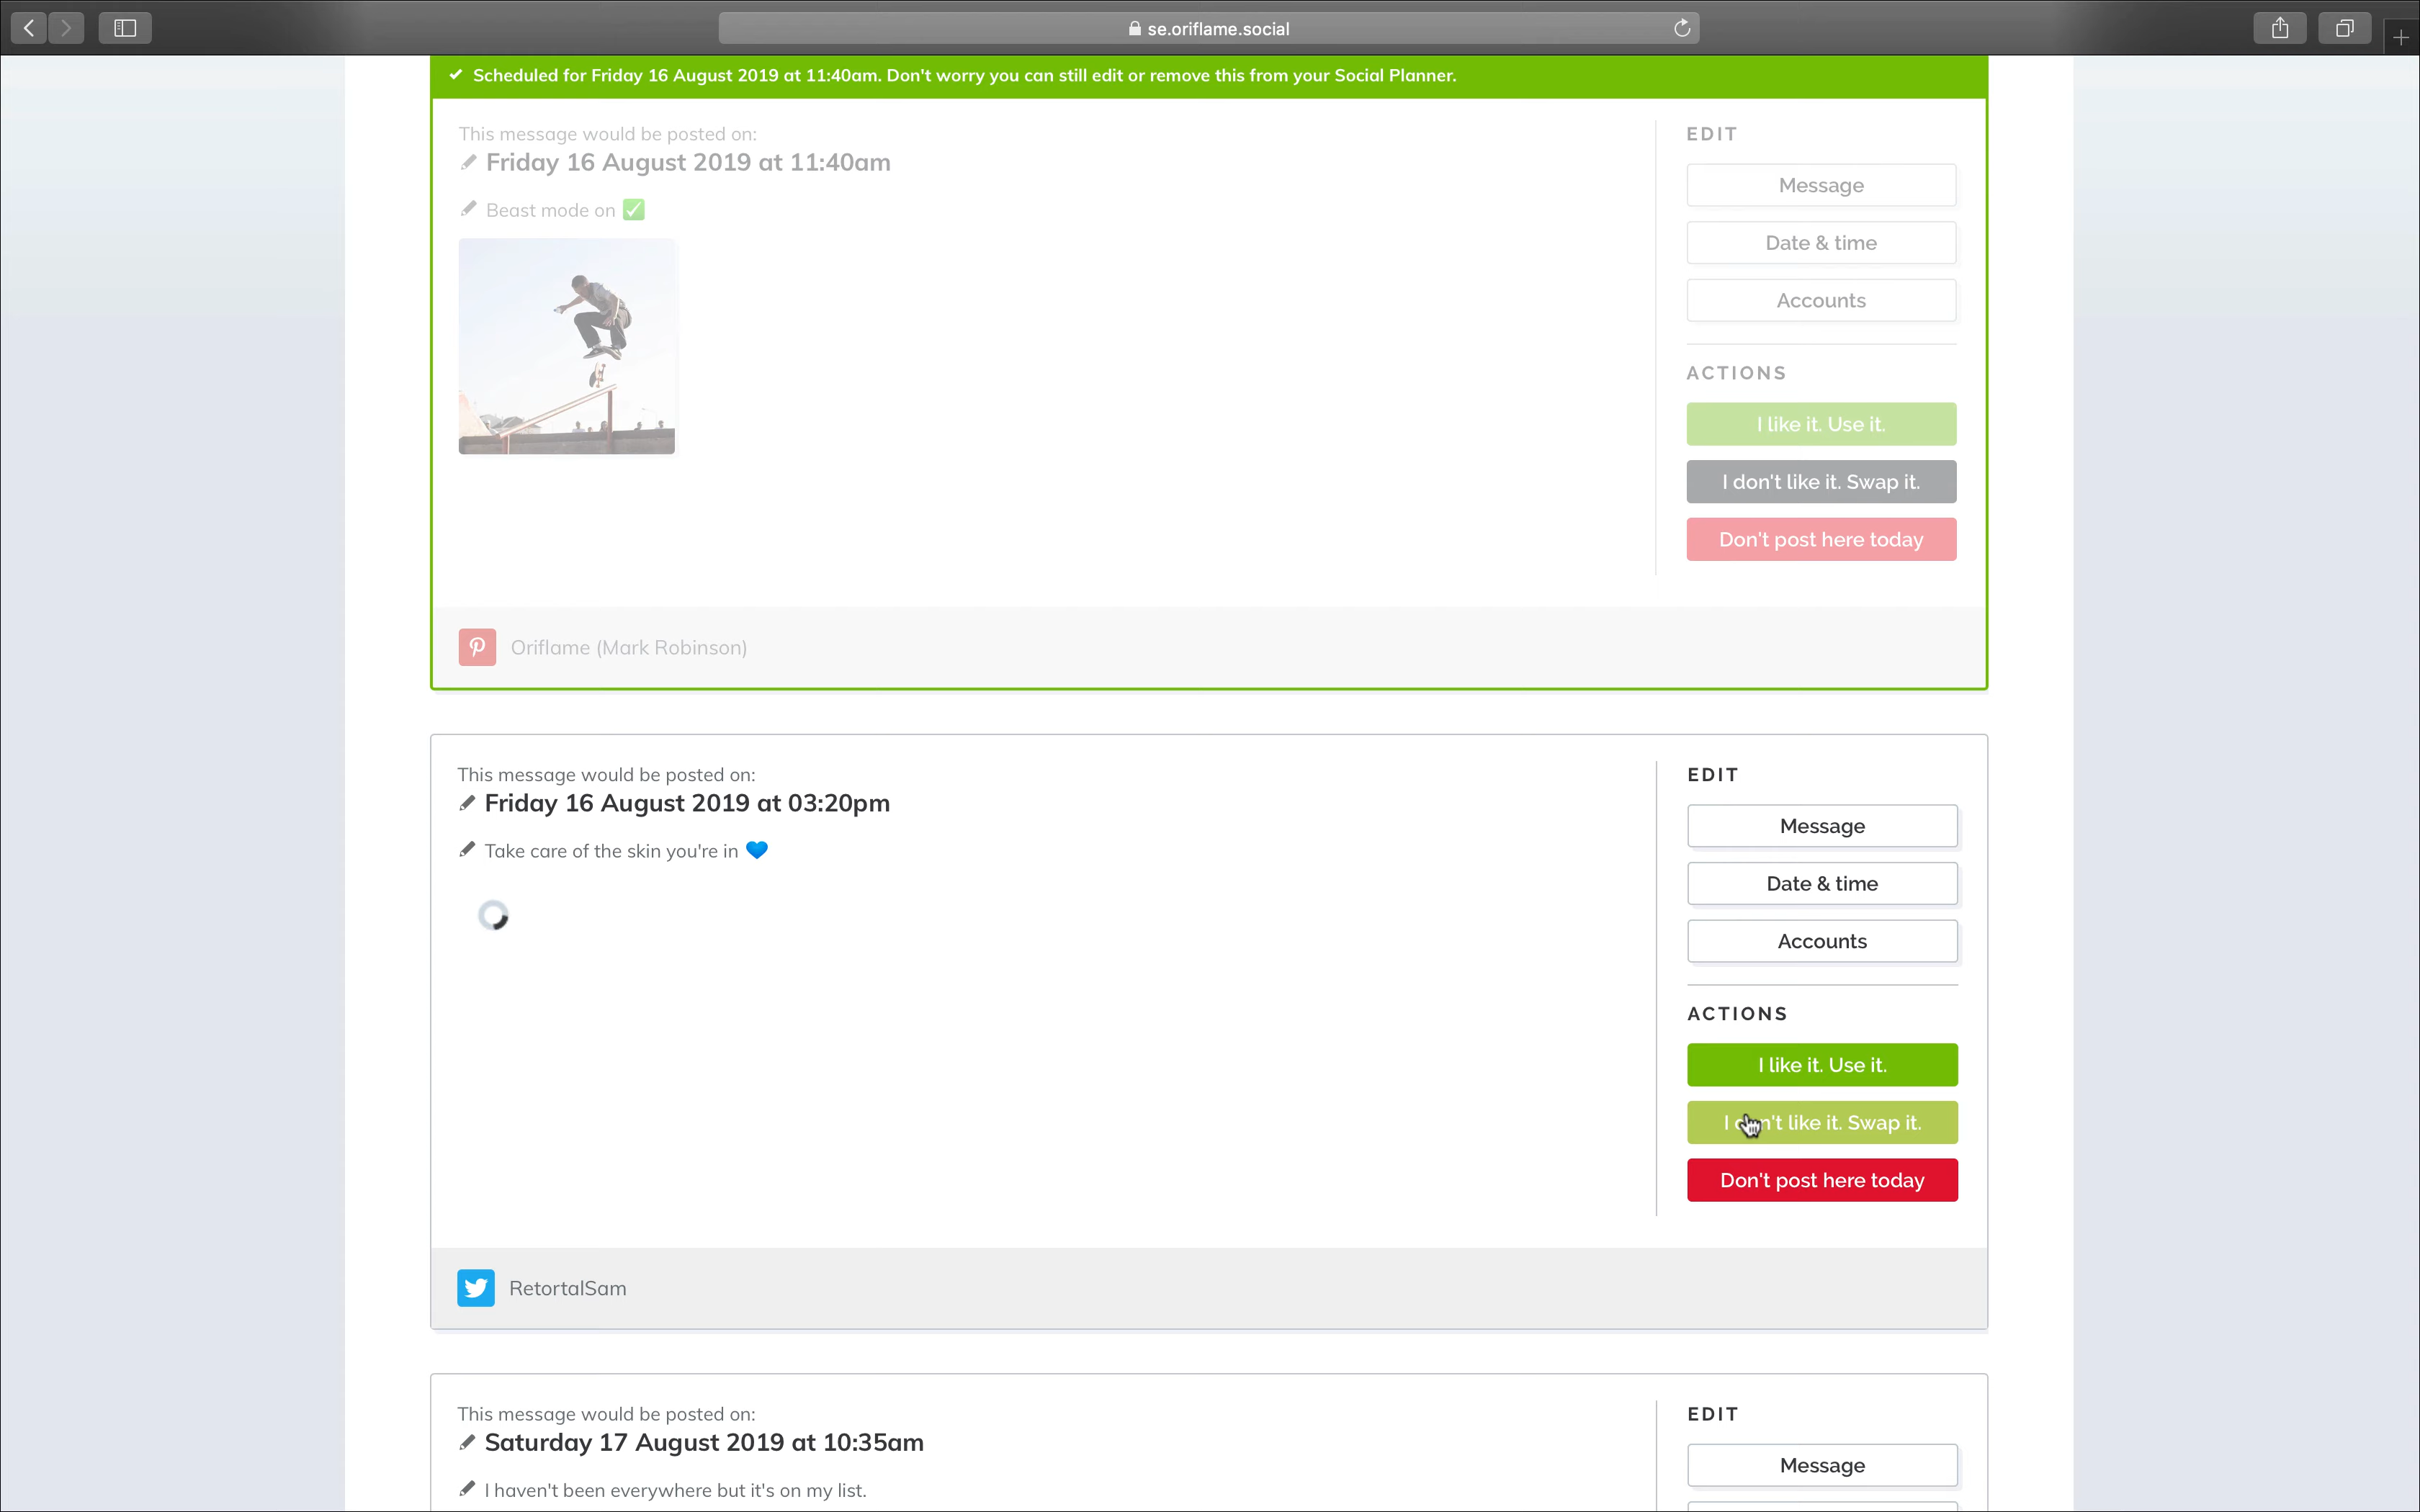 se.oriflame.social
Scheduled for Friday 16 August 2019 at 11:40am. Don't worry you can still edit or remove this from your Social Planner.
This message would be posted on:
Friday 16 August 2019 at 11:40am
Beast mode on ✅
EDIT
Message
Date & time
Accounts
ACTIONS
I like it. Use it.
I don't like it. Swap it.
Don't post here today
Oriflame (Mark Robinson)
This message would be posted on:
Friday 16 August 2019 at 03:20pm
Take care of the skin you're in 💙
EDIT
Message
Date & time
Accounts
ACTIONS
I like it. Use it.
I don't like it. Swap it.
Don't post here today
RetortalSam
This message would be posted on:
Saturday 17 August 2019 at 10:35am
I haven't been everywhere but it's on my list.
EDIT
Message